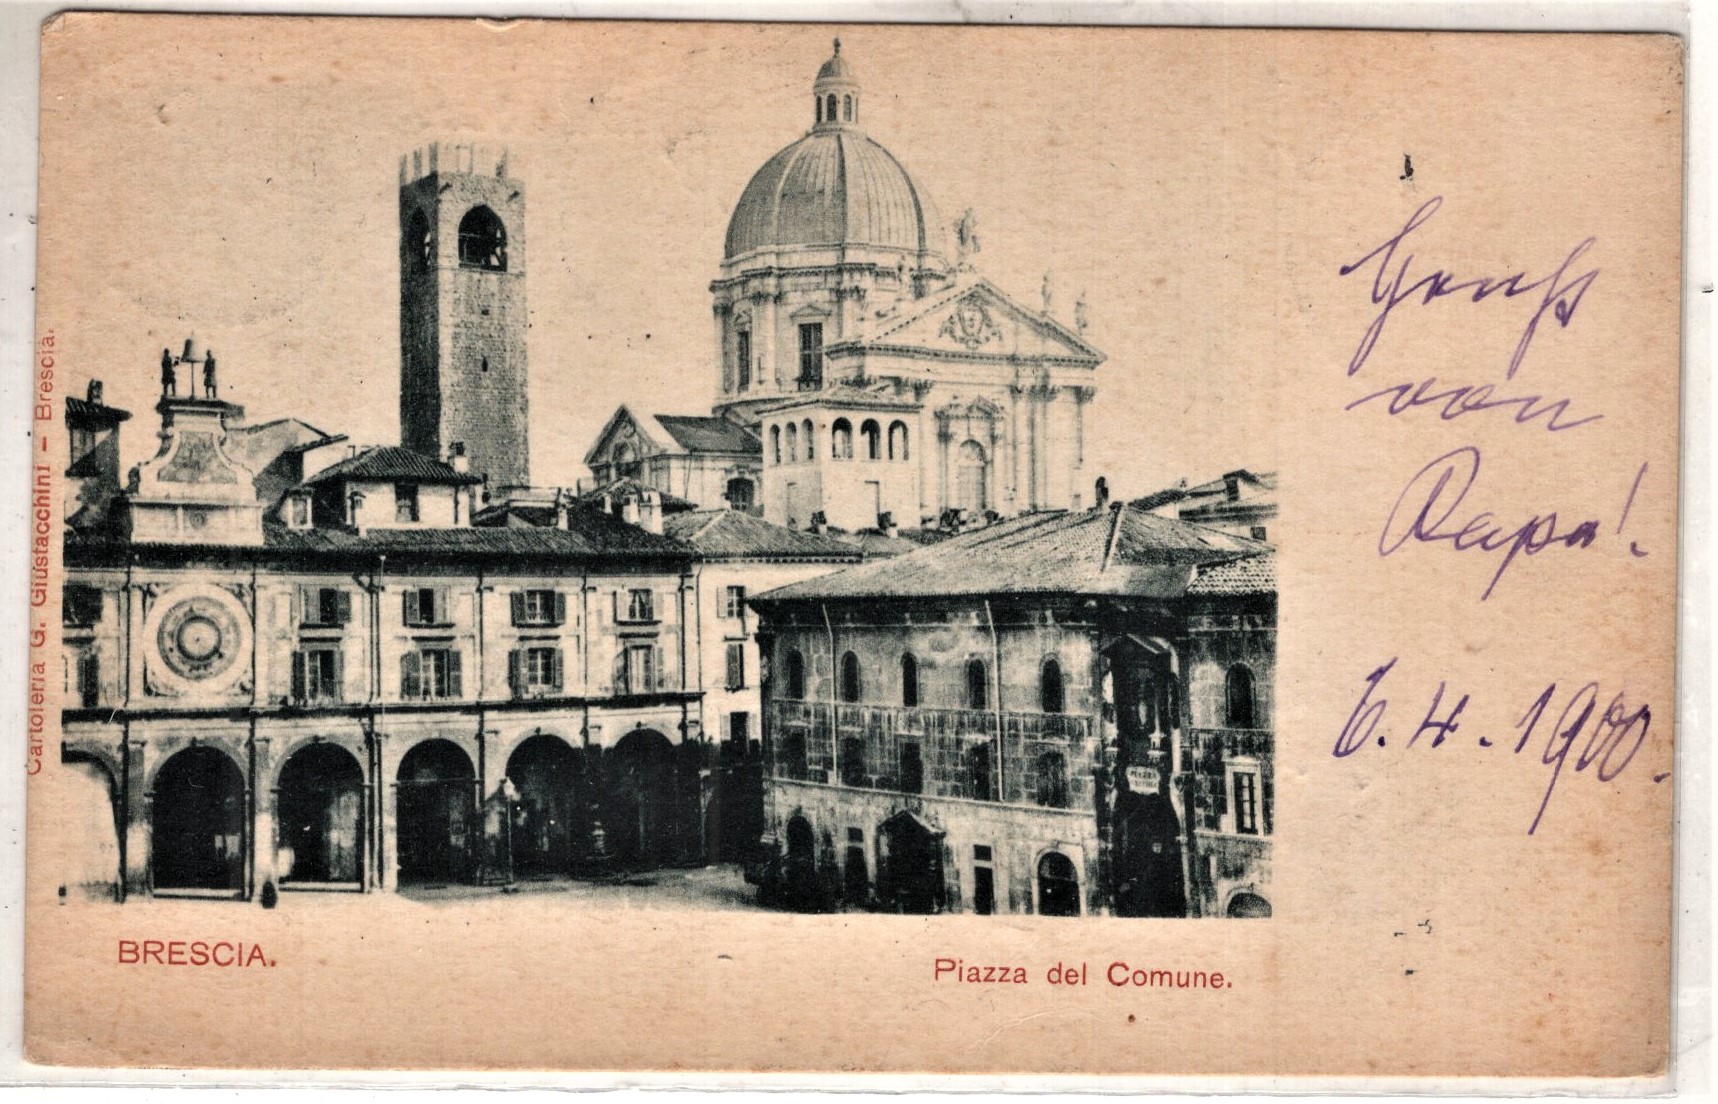 Gruß
von
Papa!
6.4.1900.
BRESCIA.
Piazza del Comune.
Cartoleria G. Giustacchini – Brescia.